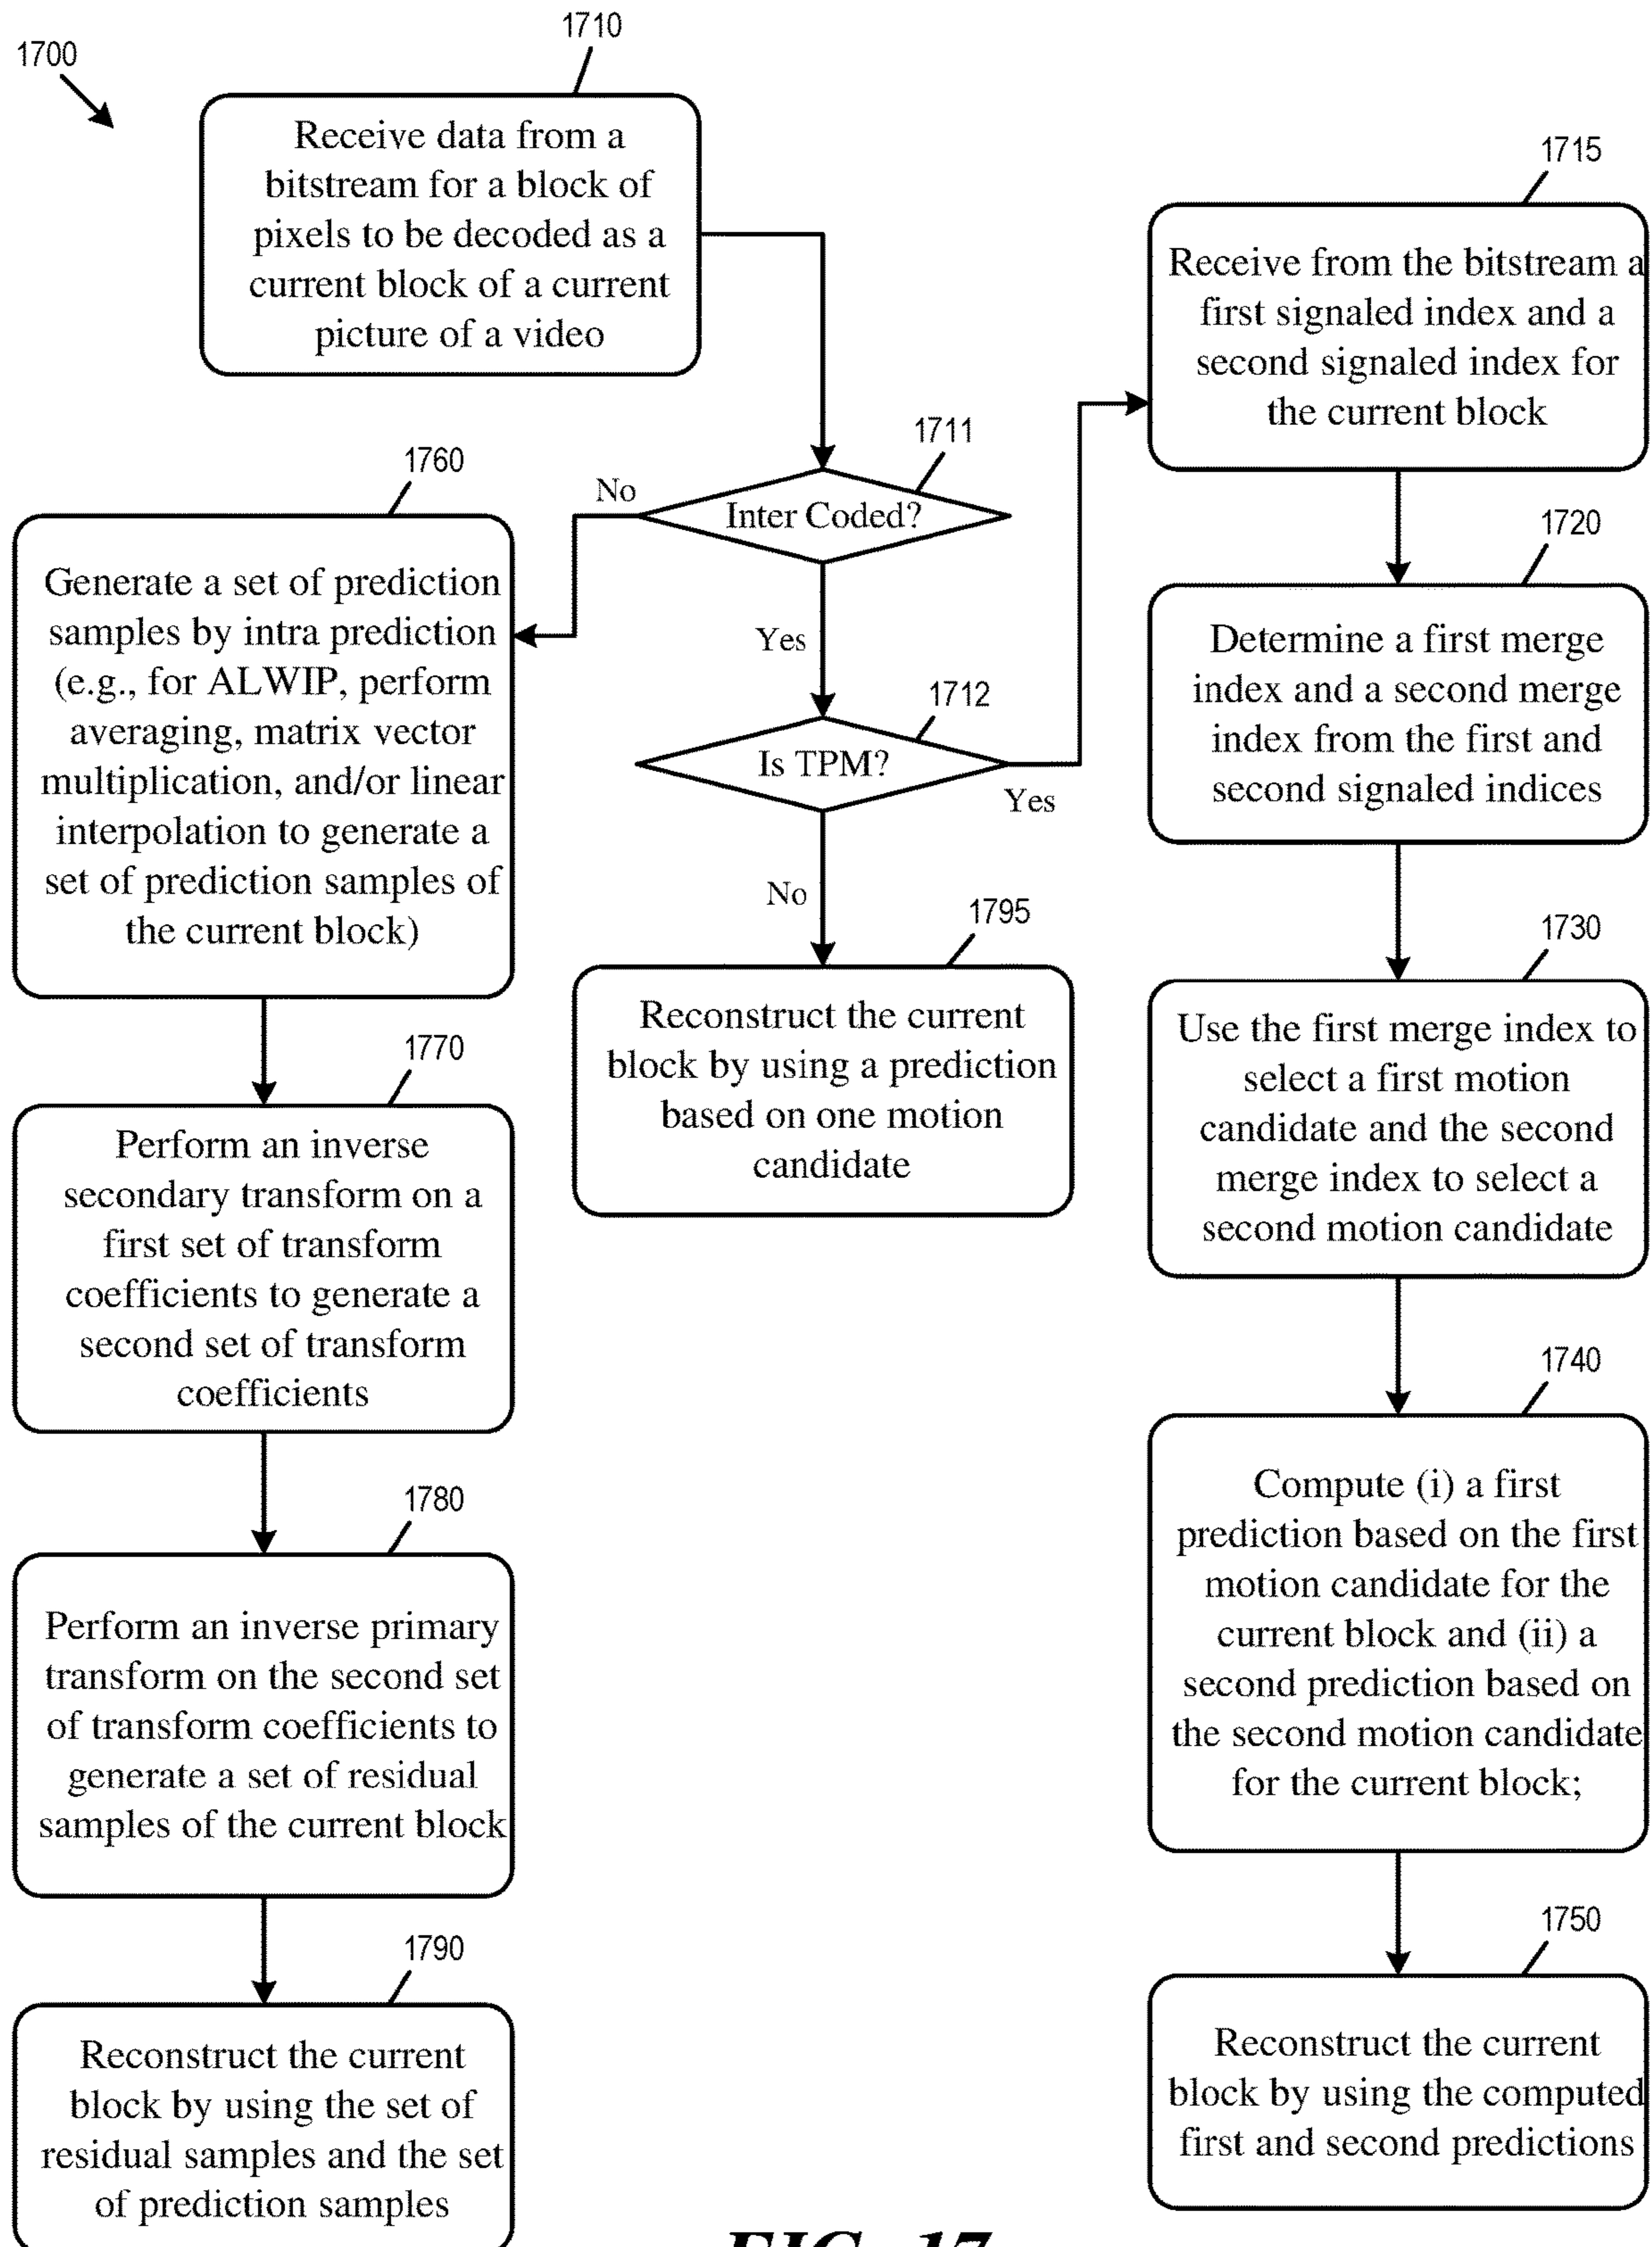 1700
1710
Receive data from a
bitstream for a block of
pixels to be decoded as a
current block of a current
picture of a video
1711
Inter Coded?
No
Yes
1712
Is TPM?
Yes
No
1795
Reconstruct the current
block by using a prediction
based on one motion
candidate
1760
Generate a set of prediction
samples by intra prediction
(e.g., for ALWIP, perform
averaging, matrix vector
multiplication, and/or linear
interpolation to generate a
set of prediction samples of
the current block)
1770
Perform an inverse
secondary transform on a
first set of transform
coefficients to generate a
second set of transform
coefficients
1780
Perform an inverse primary
transform on the second set
of transform coefficients to
generate a set of residual
samples of the current block
1790
Reconstruct the current
block by using the set of
residual samples and the set
of prediction samples
1715
Receive from the bitstream a
first signaled index and a
second signaled index for
the current block
1720
Determine a first merge
index and a second merge
index from the first and
second signaled indices
1730
Use the first merge index to
select a first motion
candidate and the second
merge index to select a
second motion candidate
1740
Compute (i) a first
prediction based on the first
motion candidate for the
current block and (ii) a
second prediction based on
the second motion candidate
for the current block;
1750
Reconstruct the current
block by using the computed
first and second predictions
FIG. 17